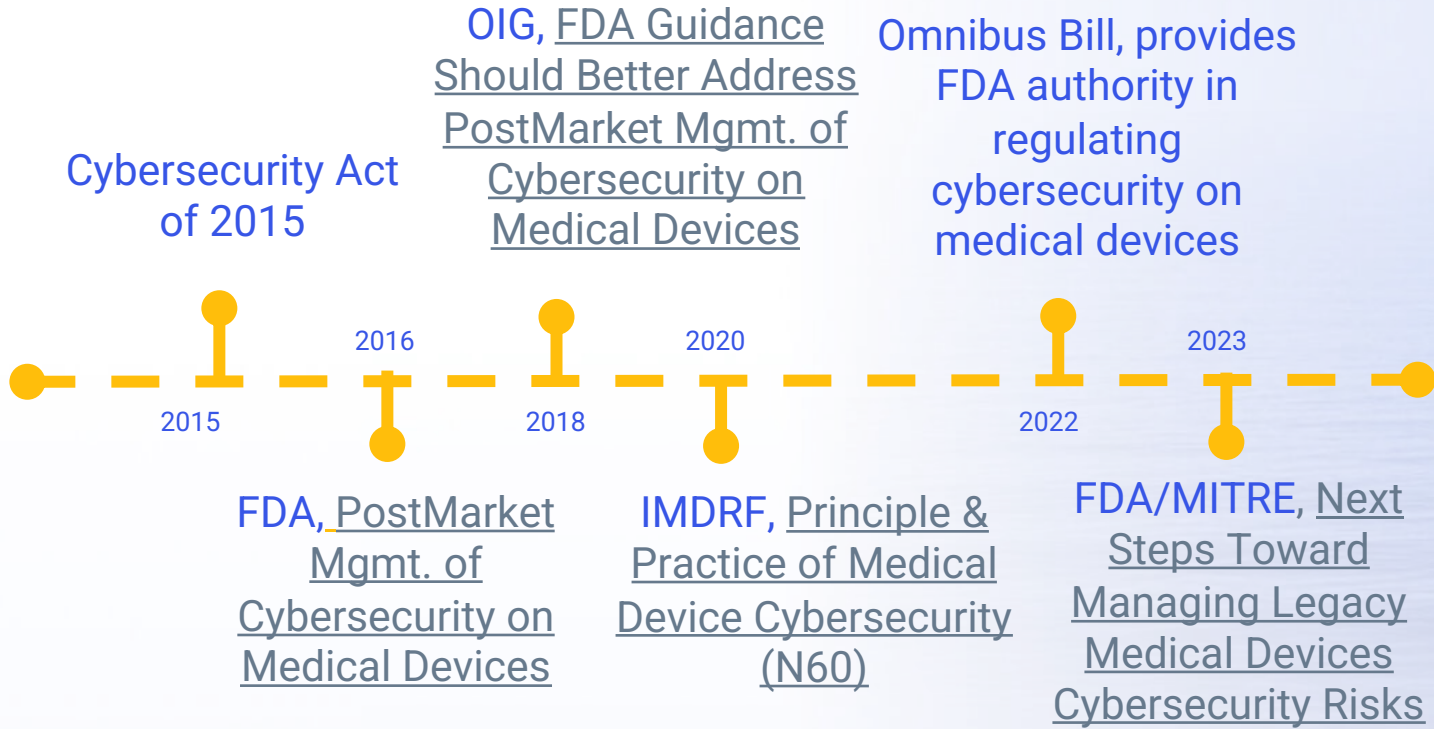 Cybersecurity Act
of 2015
2015
2016
FDA, PostMarket
Mgmt. of
Cybersecurity on
Medical Devices
OIG, FDA Guidance
Should Better Address
PostMarket Mgmt. of
Cybersecurity on
Medical Devices
2018
2020
IMDRF, Principle &
Practice of Medical
Device Cybersecurity
(N60)
Omnibus Bill, provides
FDA authority in
regulating
cybersecurity on
medical devices
2022
2023
FDA/MITRE, Next
Steps Toward
Managing Legacy
Medical Devices
Cybersecurity Risks